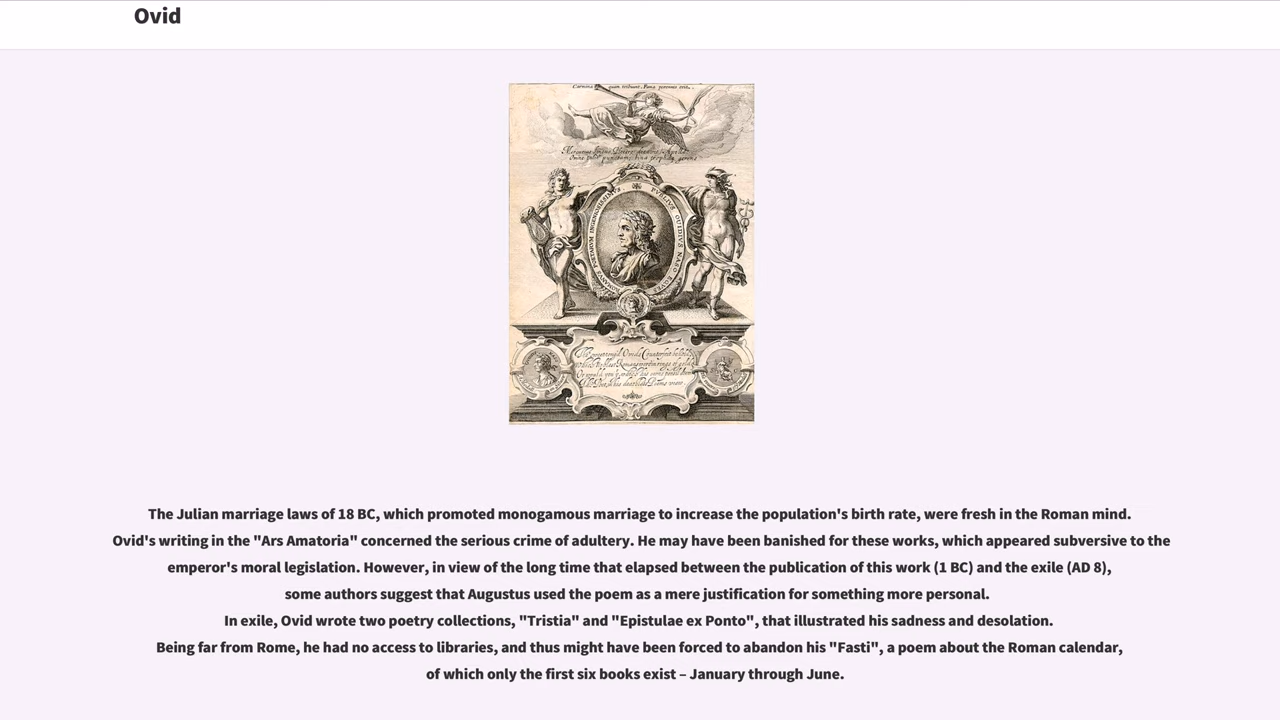 Ovid
PUBLIUS OUIDIUS NASO
The Julian marriage laws of 18 BC, which promoted monogamous marriage to increase the population's birth rate, were fresh in the Roman mind.
Ovid's writing in the "Ars Amatoria" concerned the serious crime of adultery. He may have been banished for these works, which appeared subversive to the
emperor's moral legislation. However, in view of the long time that elapsed between the publication of this work (1 BC) and the exile (AD 8),
some authors suggest that Augustus used the poem as a mere justification for something more personal.
In exile, Ovid wrote two poetry collections, "Tristia" and "Epistulae ex Ponto", that illustrated his sadness and desolation.
Being far from Rome, he had no access to libraries, and thus might have been forced to abandon his "Fasti", a poem about the Roman calendar,
of which only the first six books exist – January through June.